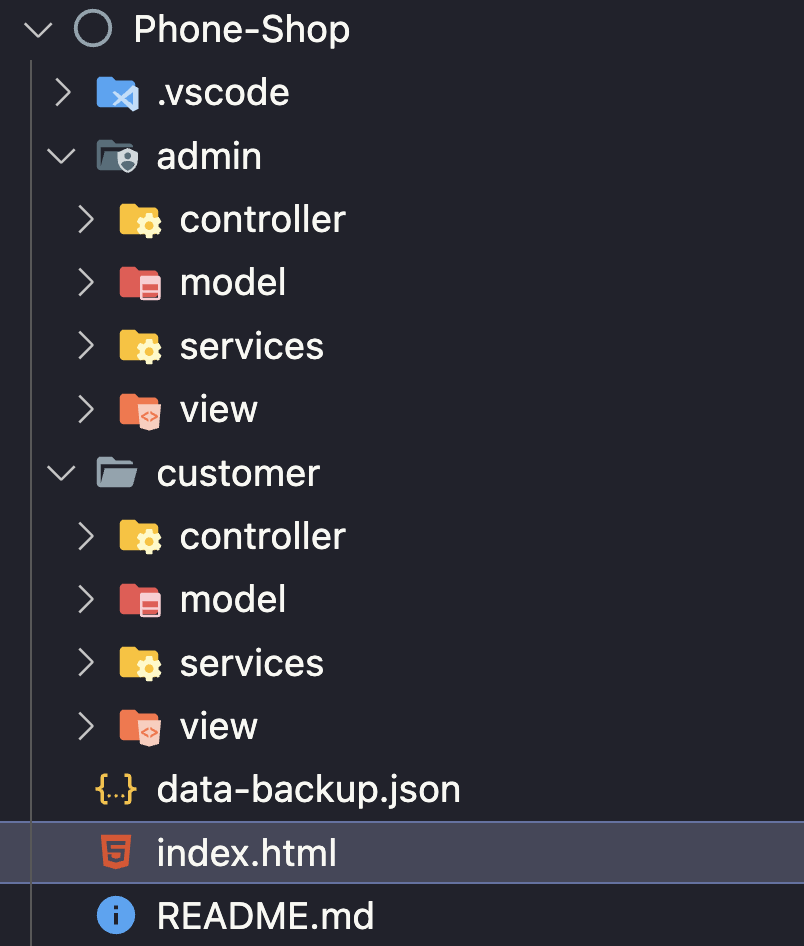 Phone-Shop
.vscode
admin
controller
model
services
view
customer
controller
model
services
view
data-backup.json
index.html
README.md